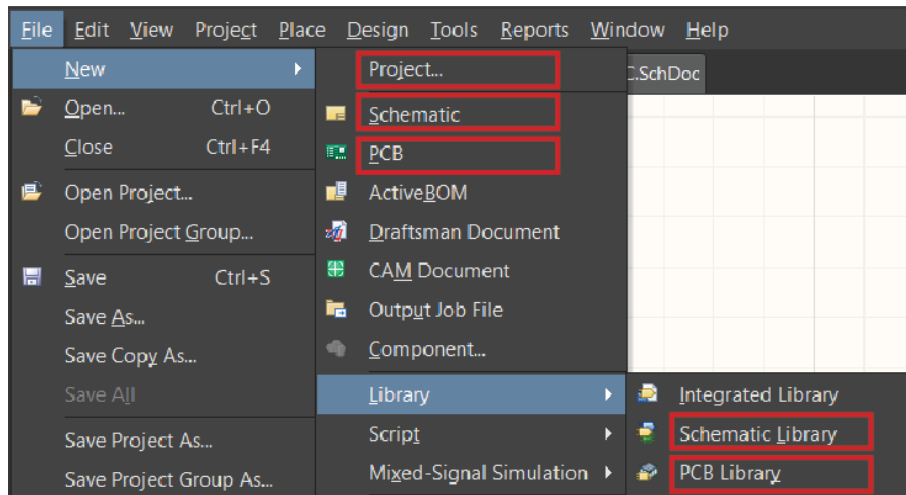 File Edit View Project Place Design Tools Reports Window Help
New
Open... Ctrl+O
Close Ctrl+F4
Open Project...
Open Project Group...
Save Ctrl+S
Save As...
Save Copy As...
Save All
Save Project As...
Save Project Group As...
Project...
Schematic
PCB
ActiveBOM
Draftsman Document
CAM Document
Output Job File
Component...
Library
Script
Mixed-Signal Simulation
C.SchDoc
Integrated Library
Schematic Library
PCB Library